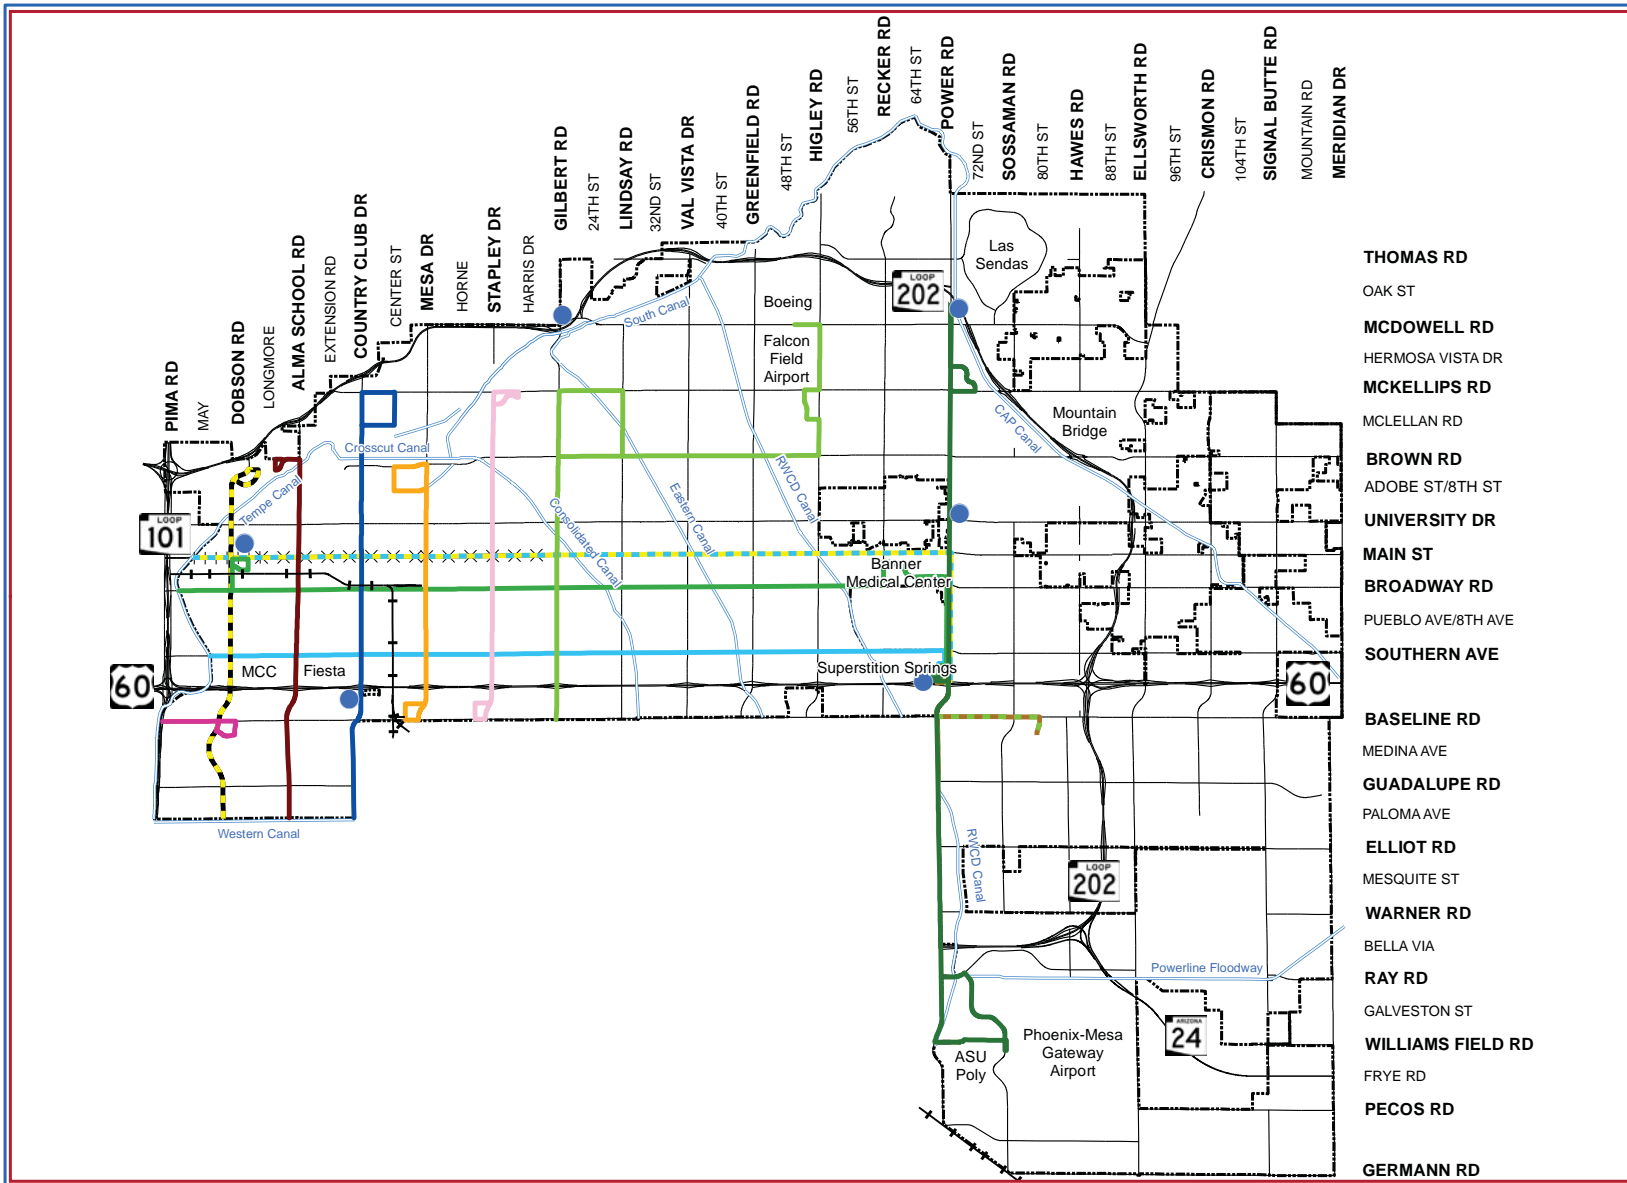 PIMA RD
MAY
DOBSON RD
LONGMORE
ALMA SCHOOL RD
EXTENSION RD
COUNTRY CLUB DR
CENTER ST
MESA DR
HORNE
STAPLEY DR
HARRIS DR
GILBERT RD
24TH ST
LINDSAY RD
32ND ST
VAL VISTA DR
40TH ST
GREENFIELD RD
48TH ST
HIGLEY RD
56TH ST
RECKER RD
64TH ST
POWER RD
72ND ST
SOSSAMAN RD
80TH ST
HAWES RD
88TH ST
ELLSWORTH RD
96TH ST
CRISMON RD
104TH ST
SIGNAL BUTTE RD
MOUNTAIN RD
MERIDIAN DR
THOMAS RD
OAK ST
MCDOWELL RD
HERMOSA VISTA DR
MCKELLIPS RD
MCLELLAN RD
BROWN RD
ADOBE ST/8TH ST
UNIVERSITY DR
MAIN ST
BROADWAY RD
PUEBLO AVE/8TH AVE
SOUTHERN AVE
BASELINE RD
MEDINA AVE
GUADALUPE RD
PALOMA AVE
ELLIOT RD
MESQUITE ST
WARNER RD
BELLA VIA
RAY RD
GALVESTON ST
WILLIAMS FIELD RD
FRYE RD
PECOS RD
GERMANN RD
Las
Sendas
LOOP
202
Boeing
South Canal
Falcon
Field
Airport
Mountain
Bridge
CAP Canal
Crosscut Canal
Tempe Canal
Consolidated Canal
Eastern Canal
RWCD Canal
LOOP
101
Banner
Medical Center
MCC
Fiesta
Superstition Springs
60
60
Western Canal
RWCD Canal
LOOP
202
Powerline Floodway
ARIZONA
24
Phoenix-Mesa
Gateway
Airport
ASU
Poly